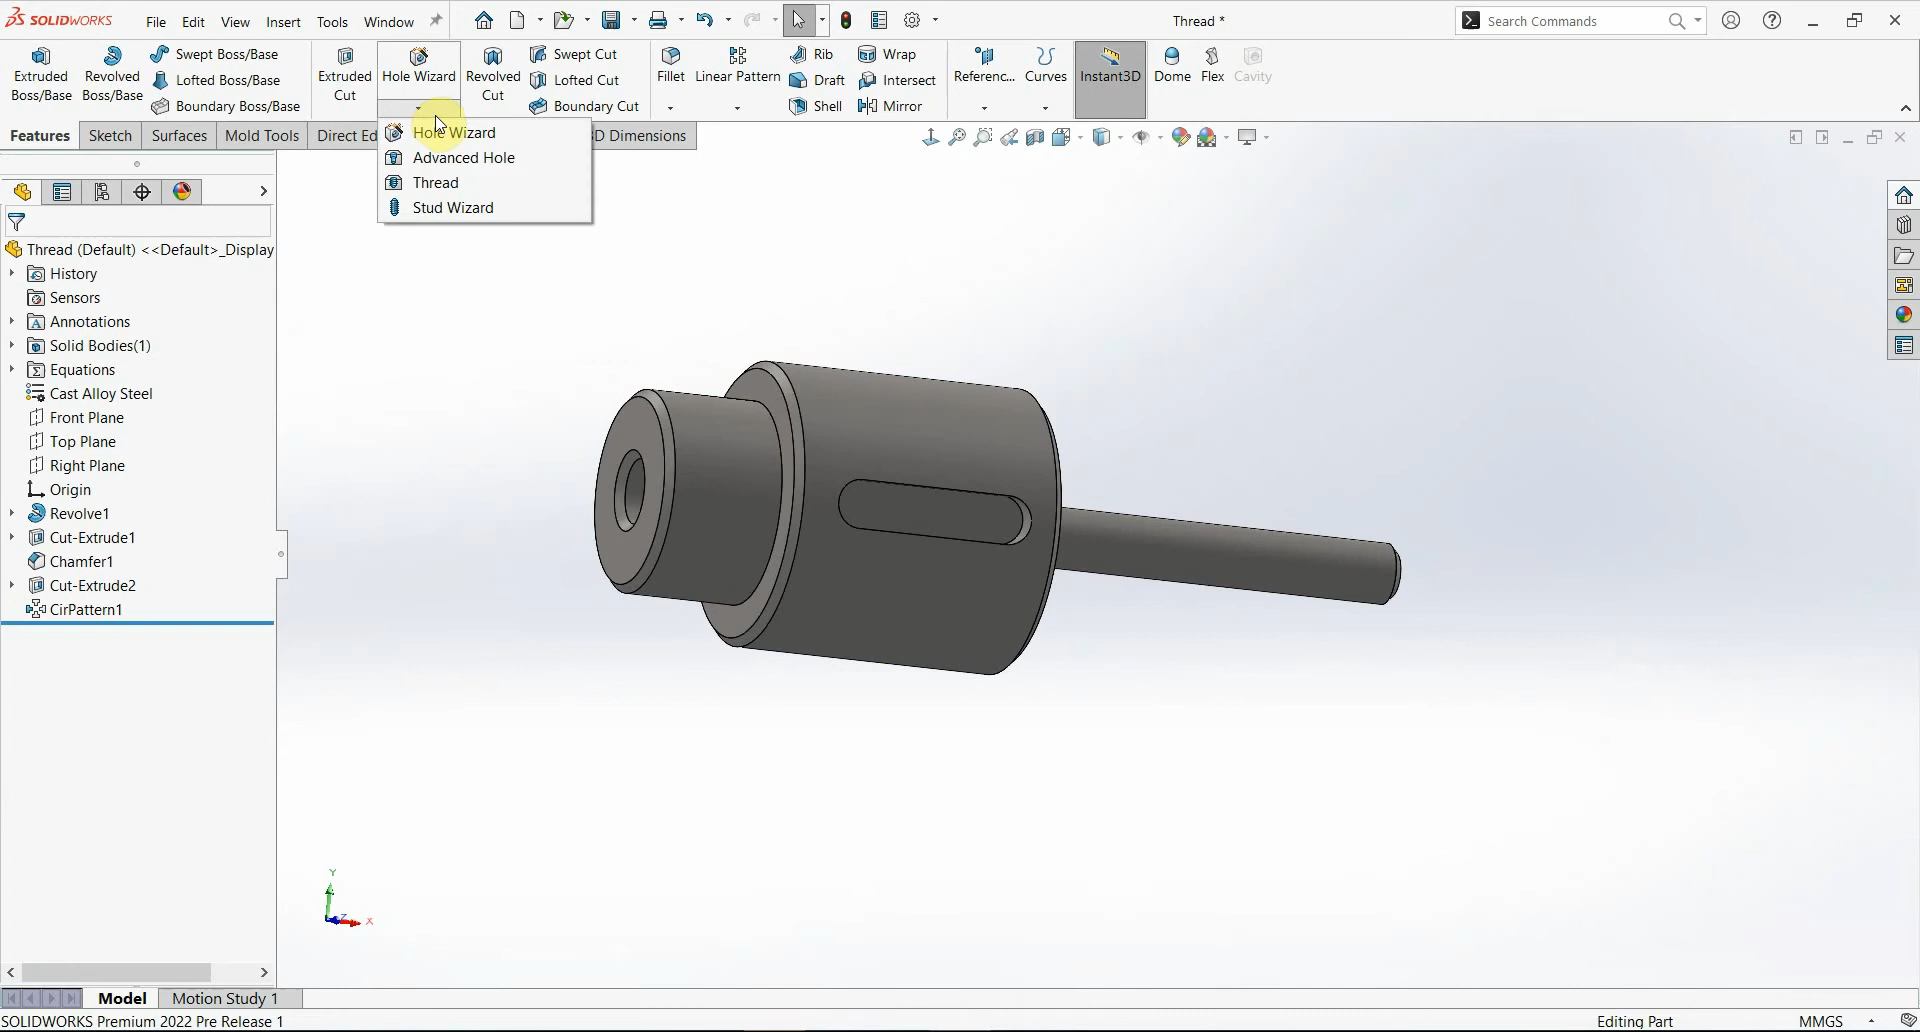 SOLIDWORKS File Edit View Insert Tools Window Thread * Search Commands
Extruded Boss/Base
Revolved Boss/Base
Swept Boss/Base
Lofted Boss/Base
Boundary Boss/Base
Extruded Cut
Hole Wizard
Revolved Cut
Swept Cut
Lofted Cut
Boundary Cut
Fillet
Linear Pattern
Rib
Draft
Shell
Wrap
Intersect
Mirror
Referenc...
Curves
Instant3D
Dome
Flex
Cavity
Features Sketch Surfaces Mold Tools Direct Ed D Dimensions
Hole Wizard
Advanced Hole
Thread
Stud Wizard
Thread (Default) <<Default>_Display
History
Sensors
Annotations
Solid Bodies(1)
Equations
Cast Alloy Steel
Front Plane
Top Plane
Right Plane
Origin
Revolve1
Cut-Extrude1
Chamfer1
Cut-Extrude2
CirPattern1
Y
Z
X
Model Motion Study 1
SOLIDWORKS Premium 2022 Pre Release 1 Editing Part MMGS